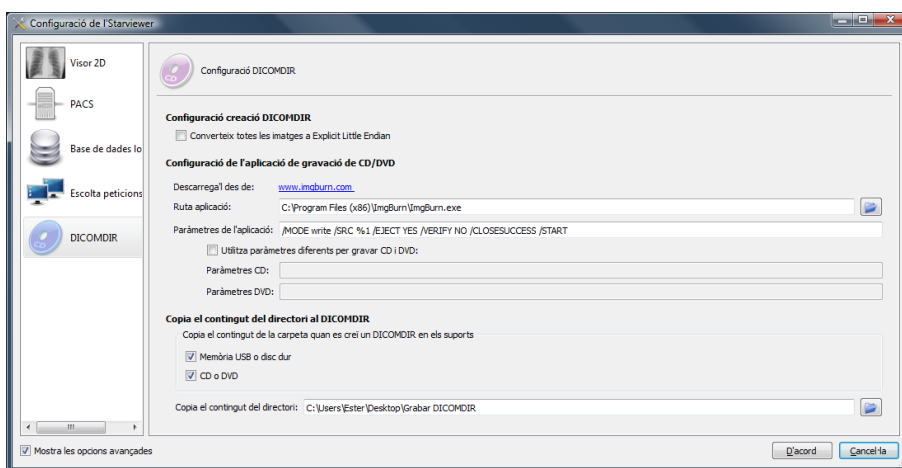 Configuració de l'Starviewer
Visor 2D
PACS
Base de dades lo
Escolta peticions
DICOMDIR
Configuració DICOMDIR
Configuració creació DICOMDIR
Converteix totes les imatges a Explicit Little Endian
Configuració de l'aplicació de gravació de CD/DVD
Descarrega'l des de: www.imgburn.com
Ruta aplicació: C:\Program Files (x86)\ImgBurn\ImgBurn.exe
Paràmetres de l'aplicació: /MODE write /SRC %1 /EJECT YES /VERIFY NO /CLOSESUCCESS /START
Utilitza paràmetres diferents per gravar CD i DVD:
Paràmetres CD:
Paràmetres DVD:
Copia el contingut del directori al DICOMDIR
Copia el contingut de la carpeta quan es creï un DICOMDIR en els suports
Memòria USB o disc dur
CD o DVD
Copia el contingut del directori: C:\Users\Ester\Desktop\Grabar DICOMDIR
Mostra les opcions avançades
D'acord
Cancel·la